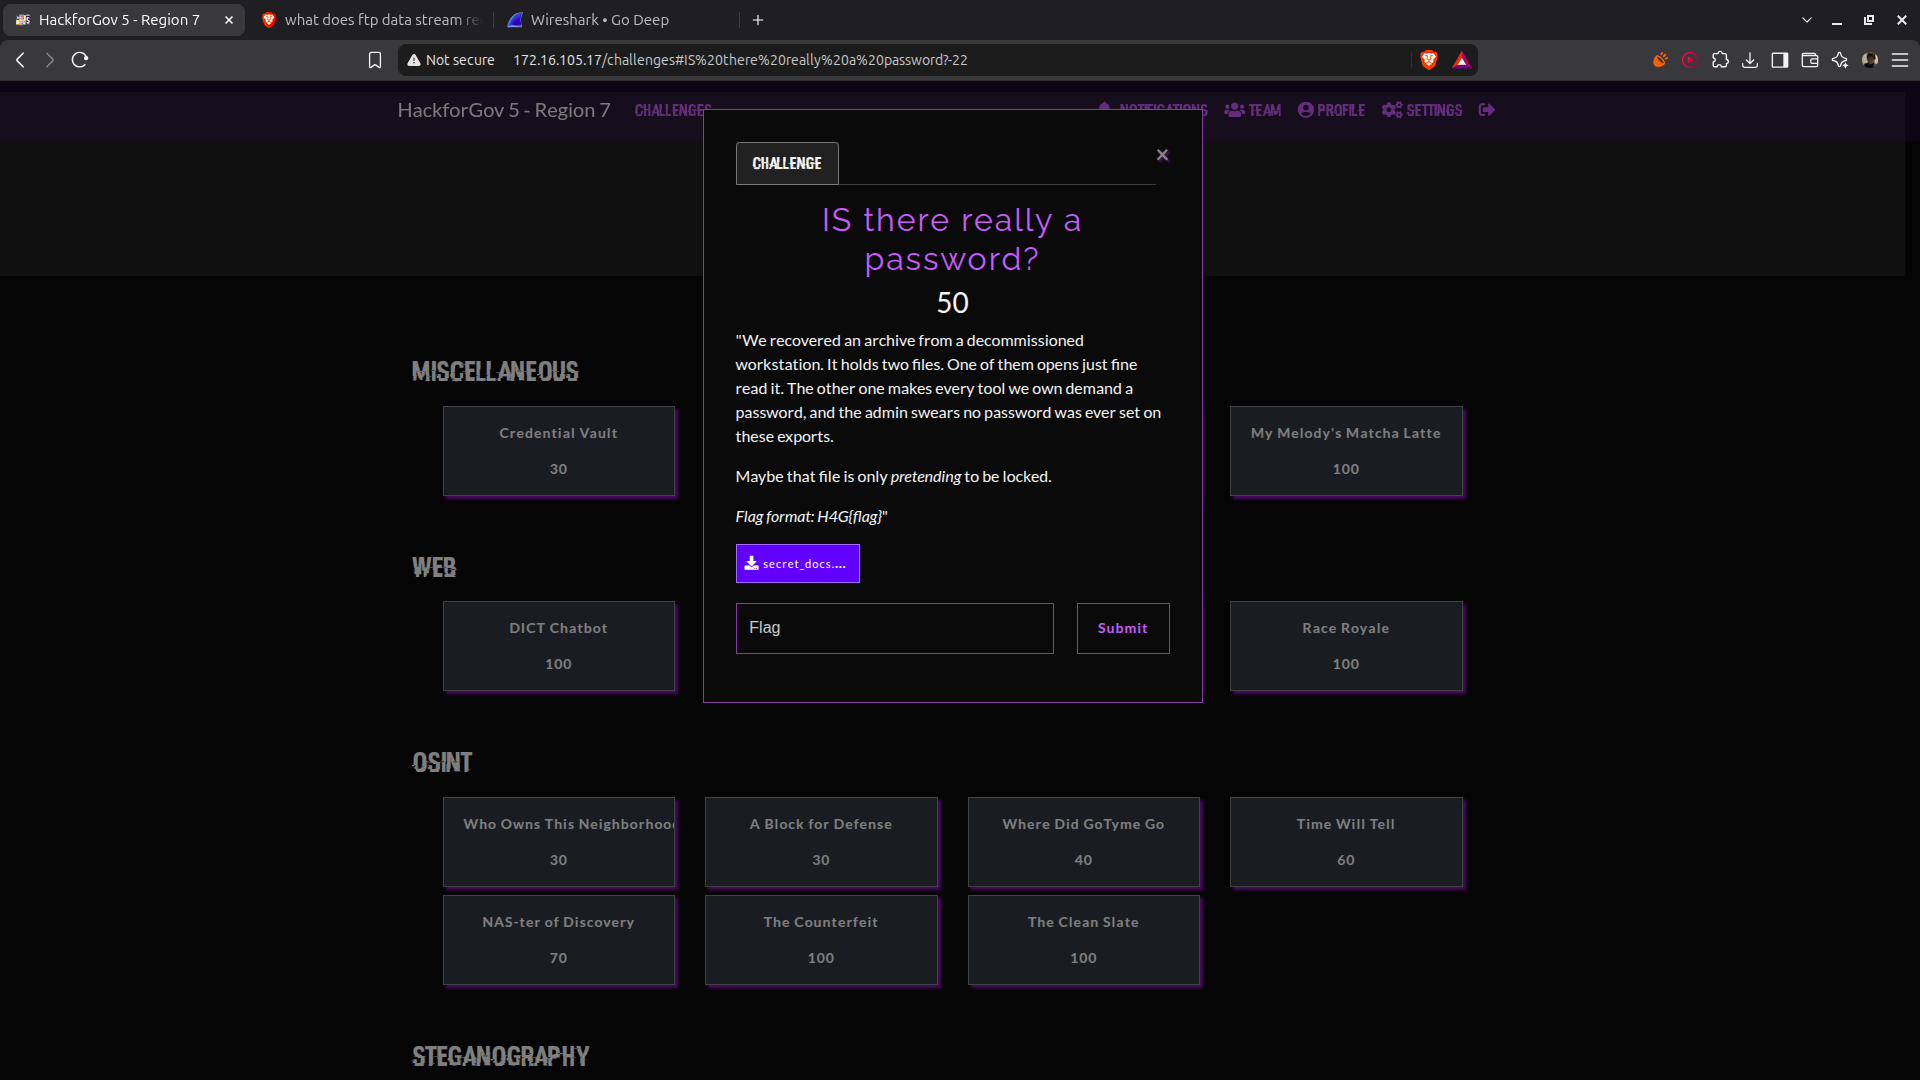 HackforGov 5 - Region 7
what does ftp data stream re
Wireshark • Go Deep
Not secure
172.16.105.17/challenges#IS%20there%20really%20a%20password?-22
HackforGov 5 - Region 7
CHALLENGES
NOTIFICATIONS
TEAM
PROFILE
SETTINGS
CHALLENGE
IS there really a
password?
50
"We recovered an archive from a decommissioned
workstation. It holds two files. One of them opens just fine
read it. The other one makes every tool we own demand a
password, and the admin swears no password was ever set on
these exports.
Maybe that file is only pretending to be locked.
Flag format: H4G{flag}"
secret_docs....
Flag
Submit
MISCELLANEOUS
Credential Vault
30
My Melody's Matcha Latte
100
WEB
DICT Chatbot
100
Race Royale
100
OSINT
Who Owns This Neighborhoo
30
A Block for Defense
30
Where Did GoTyme Go
40
Time Will Tell
60
NAS-ter of Discovery
70
The Counterfeit
100
The Clean Slate
100
STEGANOGRAPHY